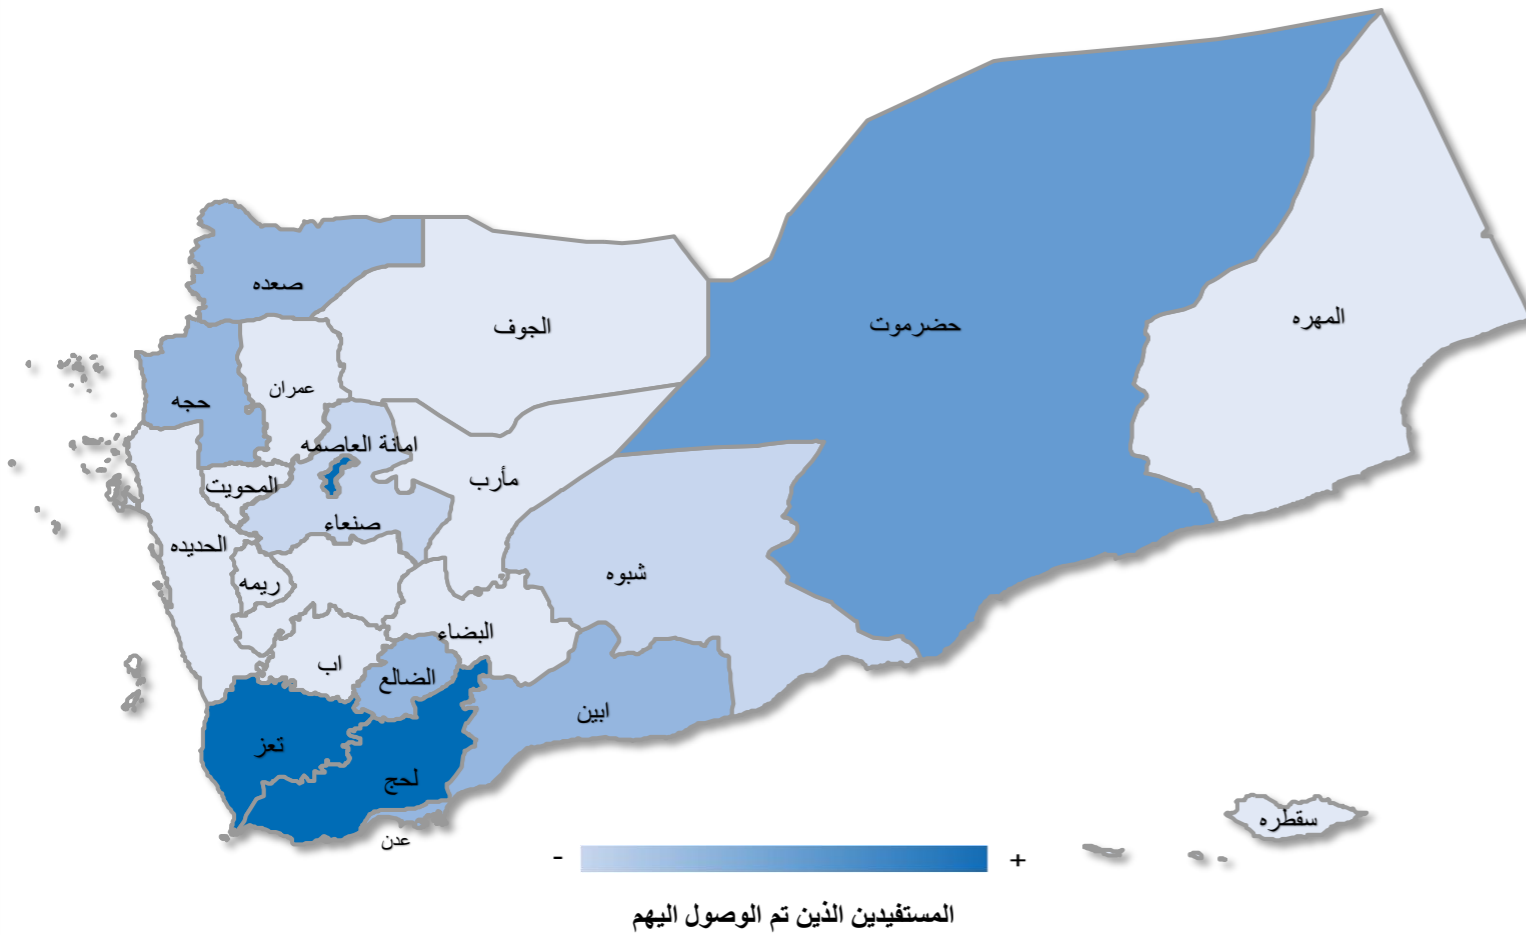 صعده
الجوف
حضرموت
المهره
حجه
عمران
امانة العاصمه
مأرب
المحويت
صنعاء
الحديده
ريمه
شبوه
البضاء
اب
الضالع
ابين
تعز
لحج
عدن
سقطره
- +
المستفيدين الذين تم الوصول اليهم